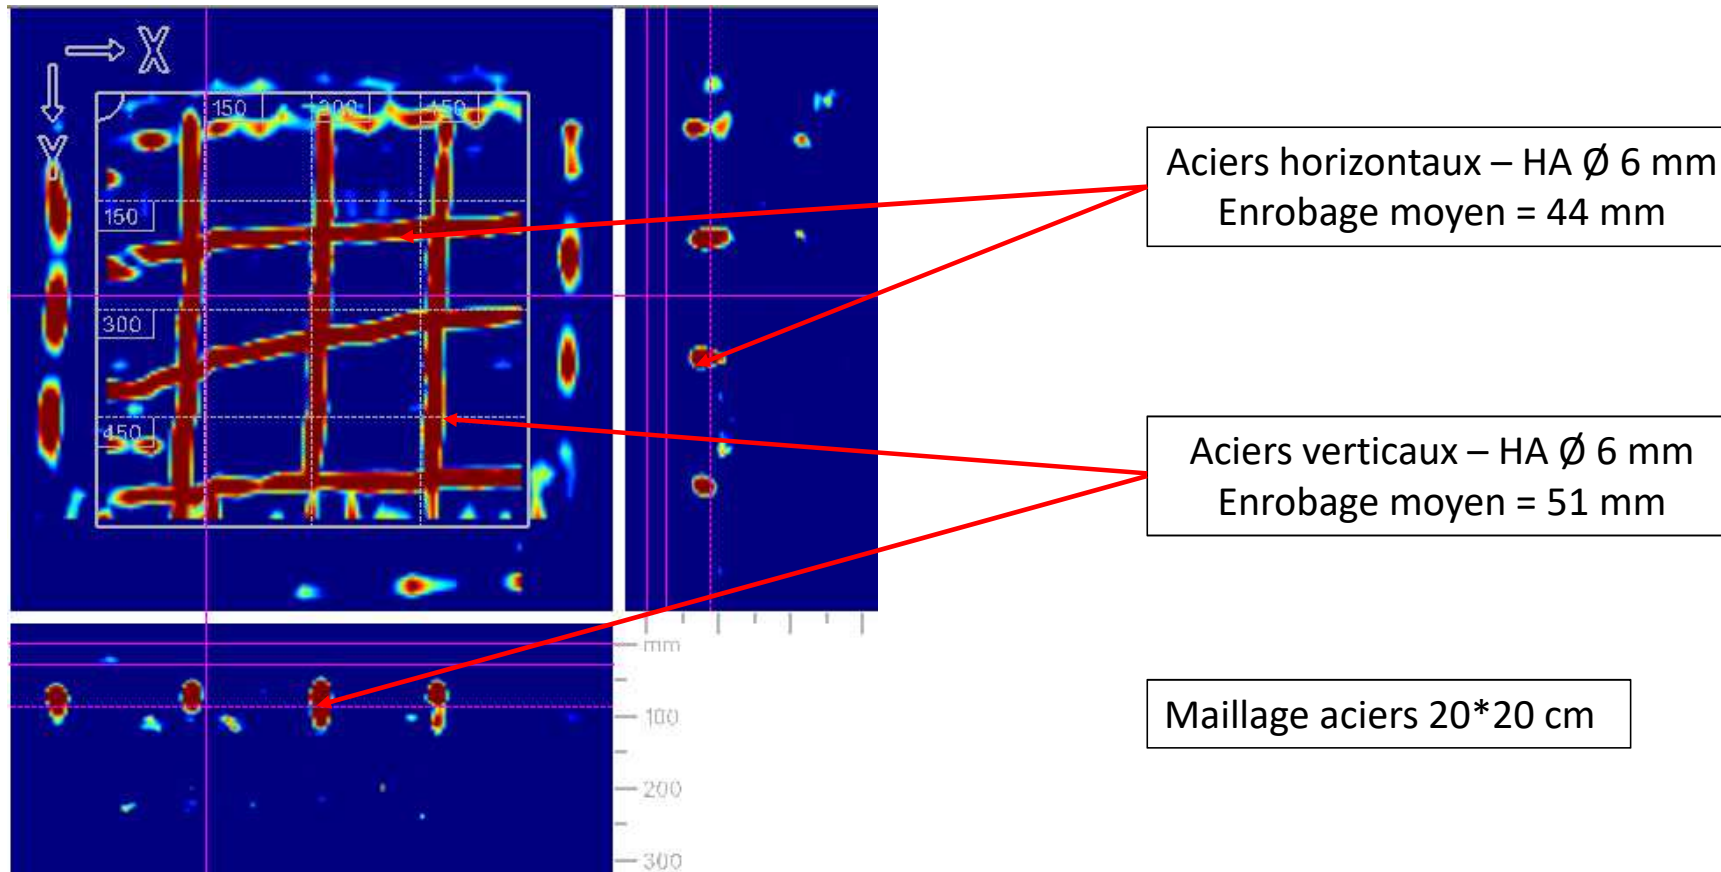 X
Y
150
300
450
150
300
450
mm
100
200
300
Aciers horizontaux – HA Ø 6 mm
Enrobage moyen = 44 mm
Aciers verticaux – HA Ø 6 mm
Enrobage moyen = 51 mm
Maillage aciers 20*20 cm